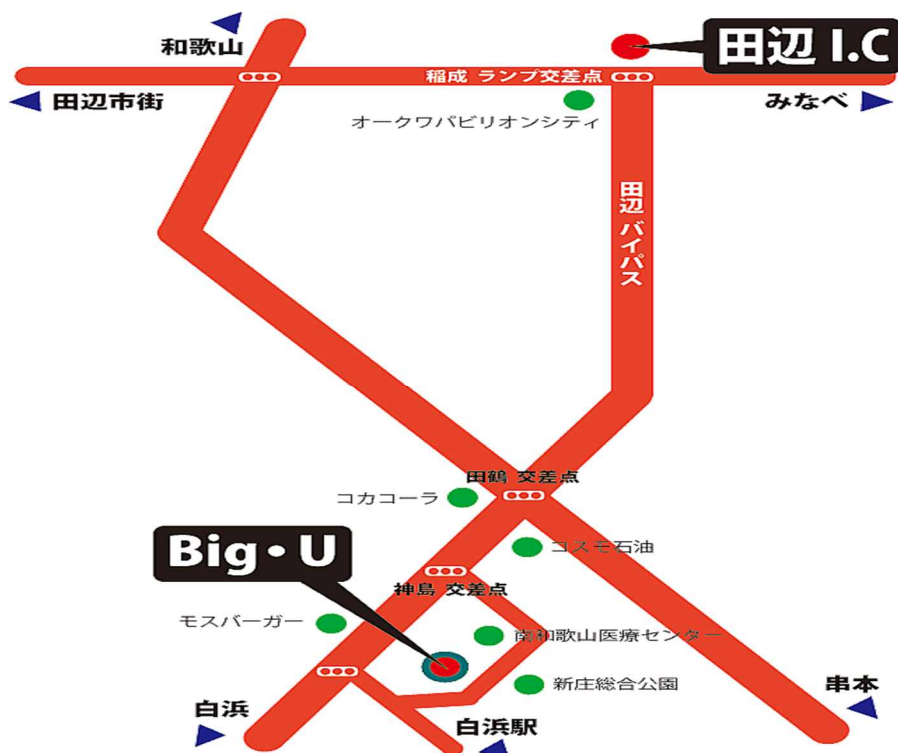 和歌山
田辺 I.C
稲成 ランプ交差点
田辺市街
みなべ
オークワパビリオンシティ
田辺 バイパス
田鶴 交差点
コカコーラ
Big・U
コスモ石油
神島 交差点
モスバーガー
南和歌山医療センター
新庄総合公園
串本
白浜
白浜駅